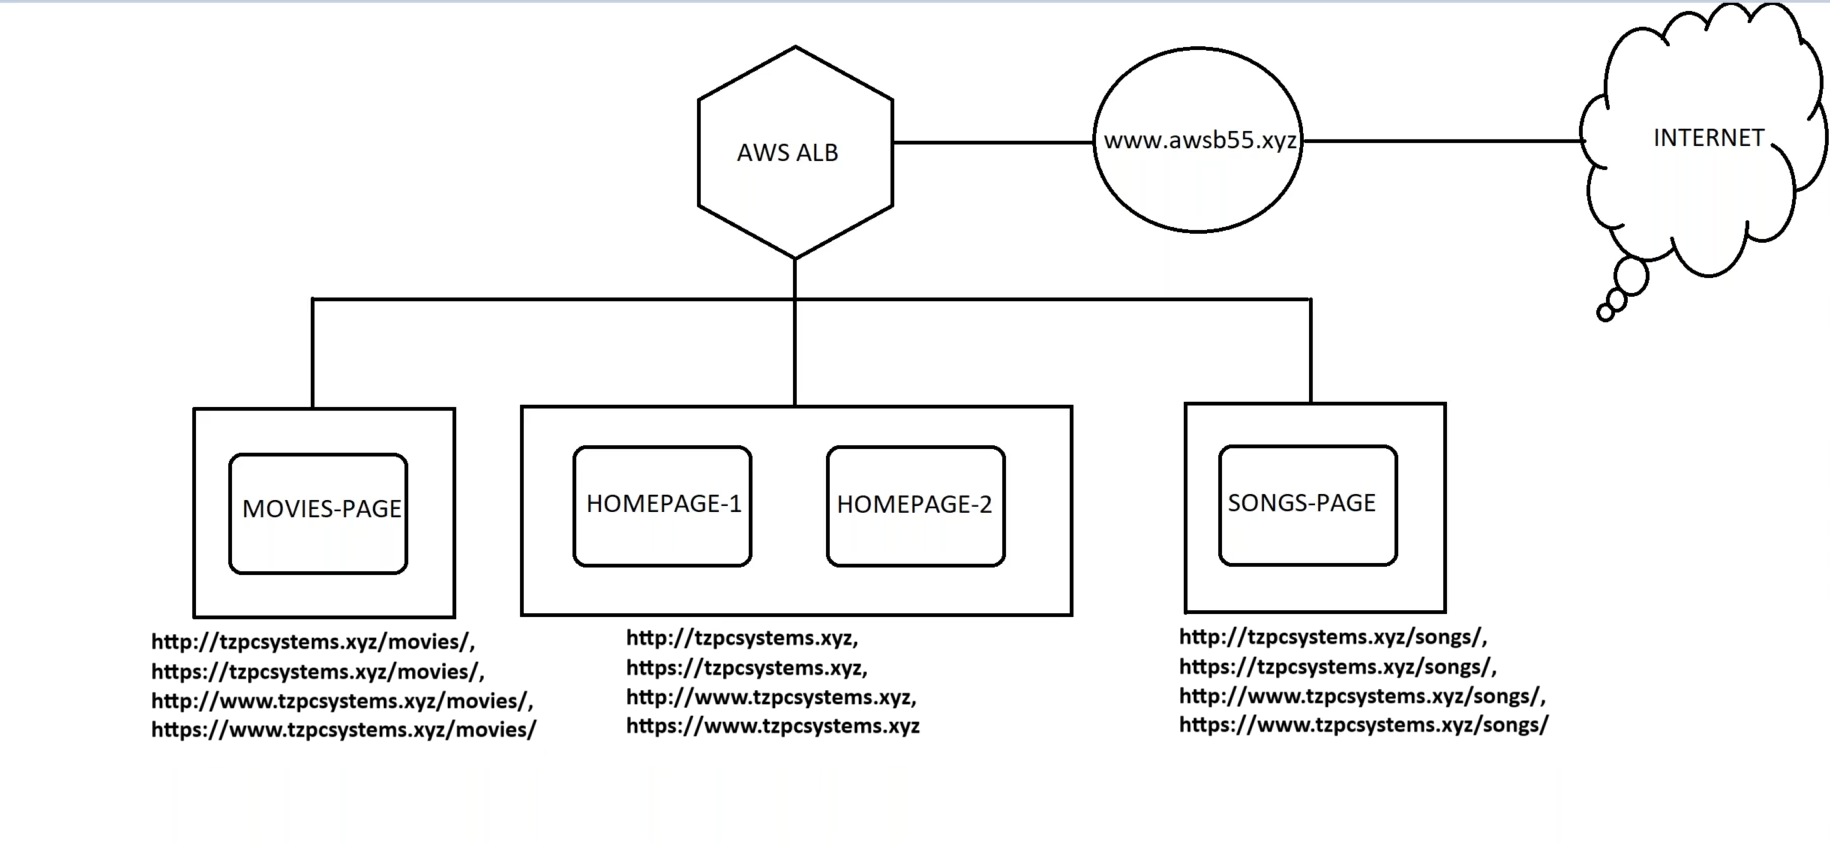 AWS ALB
www.awsb55.xyz
INTERNET
MOVIES-PAGE
HOMEPAGE-1
HOMEPAGE-2
SONGS-PAGE
http://tzpcsystems.xyz/movies/,
https://tzpcsystems.xyz/movies/,
http://www.tzpcsystems.xyz/movies/,
https://www.tzpcsystems.xyz/movies/
http://tzpcsystems.xyz,
https://tzpcsystems.xyz,
http://www.tzpcsystems.xyz,
https://www.tzpcsystems.xyz
http://tzpcsystems.xyz/songs/,
https://tzpcsystems.xyz/songs/,
http://www.tzpcsystems.xyz/songs/,
https://www.tzpcsystems.xyz/songs/